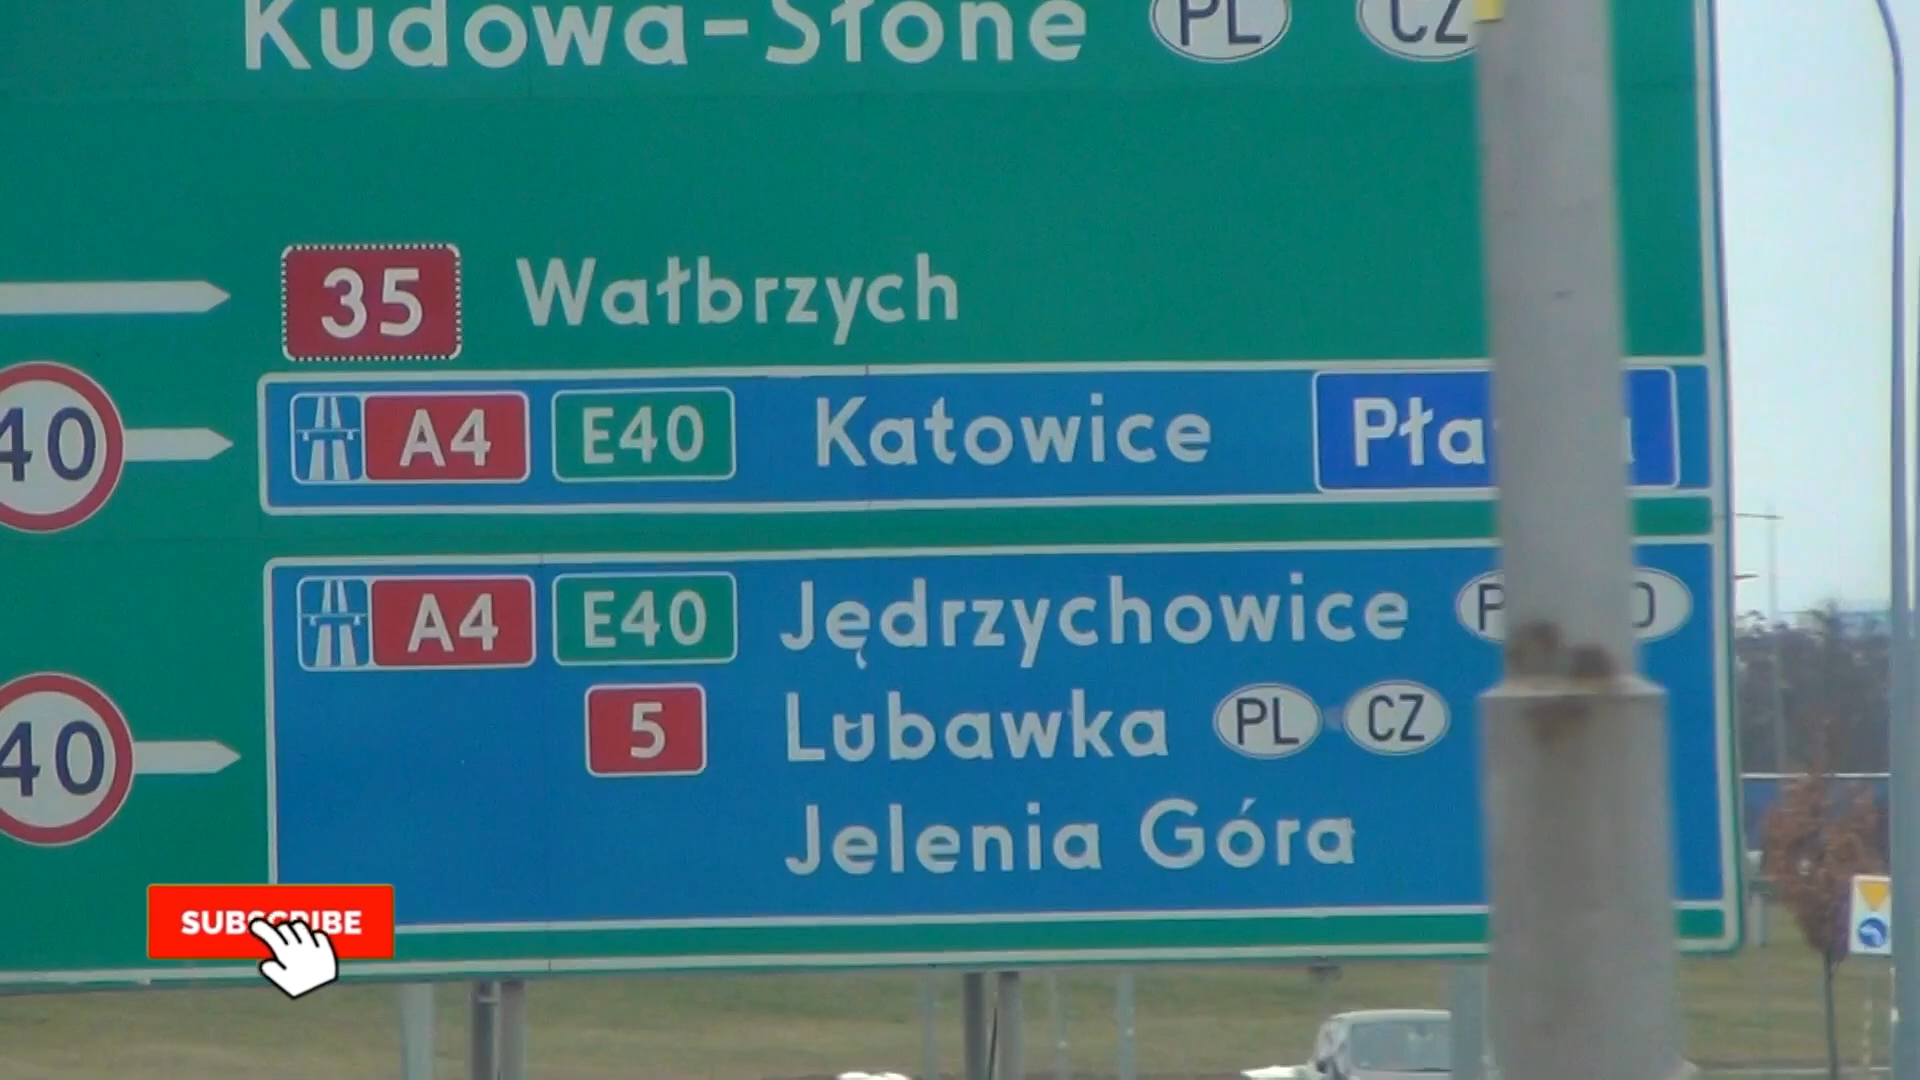 Kudowa-Słone PL CZ
35 Wałbrzych
40 A4 E40 Katowice
A4 E40 Jędrzychowice
5 Lubawka PL CZ
40 Jelenia Góra
SUBSCRIBE